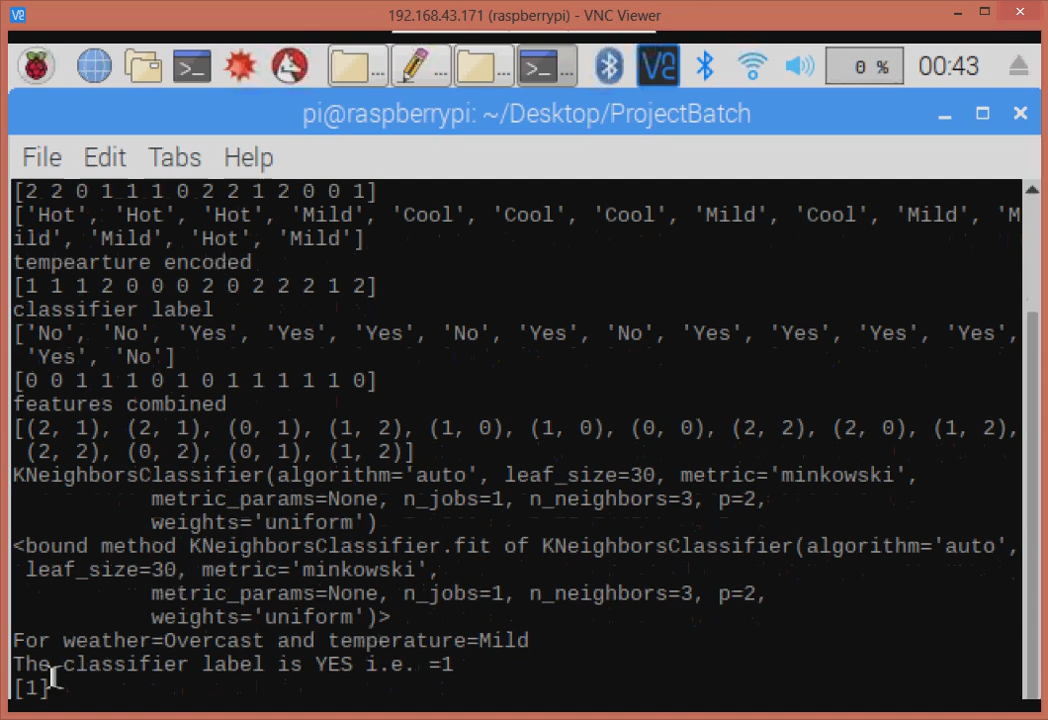 192.168.43.171 (raspberrypi) - VNC Viewer
0 % 00:43
pi@raspberrypi: ~/Desktop/ProjectBatch
File Edit Tabs Help
[2 2 0 1 1 1 0 2 2 1 2 0 0 1]
['Hot', 'Hot', 'Hot', 'Mild', 'Cool', 'Cool', 'Cool', 'Mild', 'Cool', 'Mild', 'M
ild', 'Mild', 'Hot', 'Mild']
tempearture encoded
[1 1 1 2 0 0 0 2 0 2 2 2 1 2]
classifier label
['No', 'No', 'Yes', 'Yes', 'Yes', 'No', 'Yes', 'No', 'Yes', 'Yes', 'Yes', 'Yes',
'Yes', 'No']
[0 0 1 1 1 0 1 0 1 1 1 1 1 0]
features combined
[(2, 1), (2, 1), (0, 1), (1, 2), (1, 0), (1, 0), (0, 0), (2, 2), (2, 0), (1, 2),
(2, 2), (0, 2), (0, 1), (1, 2)]
KNeighborsClassifier(algorithm='auto', leaf_size=30, metric='minkowski',
metric_params=None, n_jobs=1, n_neighbors=3, p=2,
weights='uniform')
<bound method KNeighborsClassifier.fit of KNeighborsClassifier(algorithm='auto',
leaf_size=30, metric='minkowski',
metric_params=None, n_jobs=1, n_neighbors=3, p=2,
weights='uniform')>
For weather=Overcast and temperature=Mild
The classifier label is YES i.e. =1
[1]